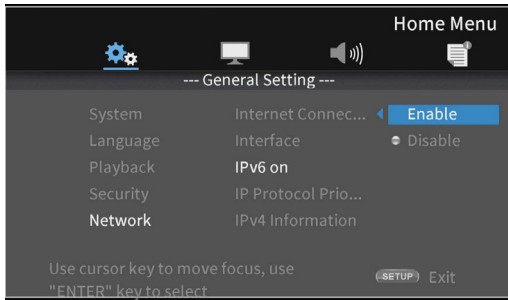 Home Menu
--- General Setting ---
System Internet Connec... Enable
Language Interface Disable
Playback IPv6 on
Security IP Protocol Prio...
Network IPv4 Information
Use cursor key to move focus, use
"ENTER" key to select
SETUP Exit